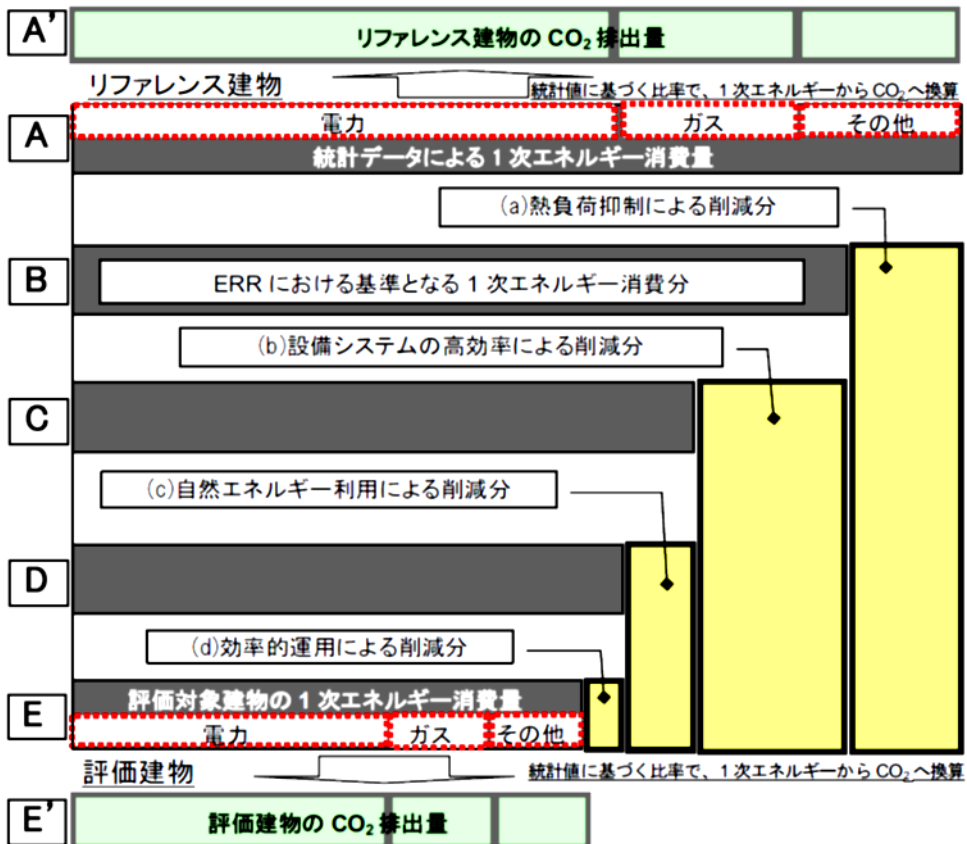 A'
リファレンス建物の CO2 排出量
リファレンス建物
統計値に基づく比率で、1次エネルギーからCO2へ換算
A
電力
ガス
その他
統計データによる1次エネルギー消費量
(a)熱負荷抑制による削減分
B
ERRにおける基準となる1次エネルギー消費分
(b)設備システムの高効率による削減分
C
(c)自然エネルギー利用による削減分
D
(d)効率的運用による削減分
E
評価対象建物の1次エネルギー消費量
電力
ガス
その他
評価建物
統計値に基づく比率で、1次エネルギーからCO2へ換算
E'
評価建物の CO2 排出量